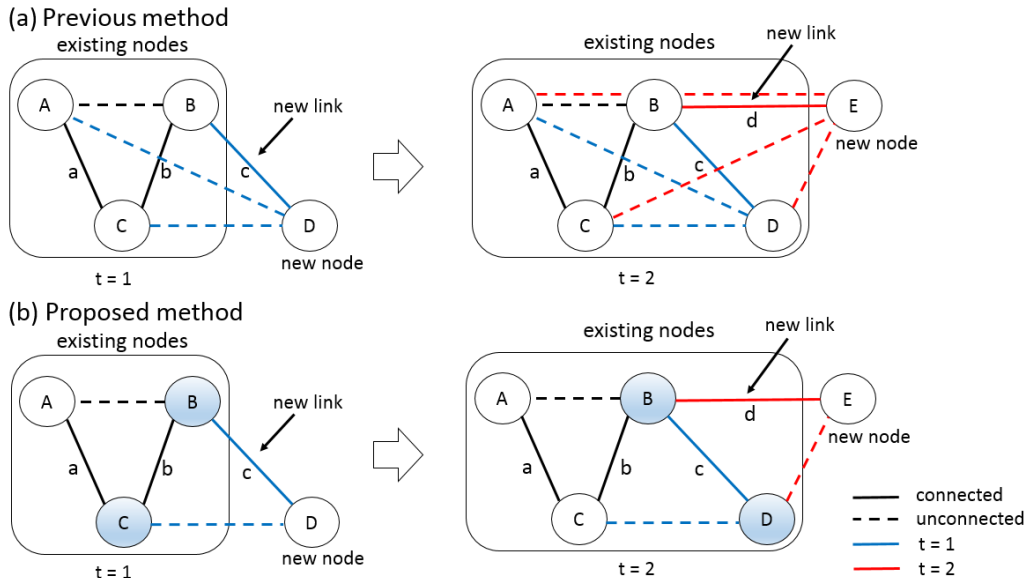 (a) Previous method
existing nodes
A
B
new link
a
b
c
C
D
new node
t = 1
existing nodes
new link
A
B
d
E
new node
a
b
c
C
D
t = 2
(b) Proposed method
existing nodes
A
B
new link
a
b
c
C
D
new node
t = 1
existing nodes
new link
A
B
d
E
new node
a
b
c
C
D
t = 2
connected
unconnected
t = 1
t = 2